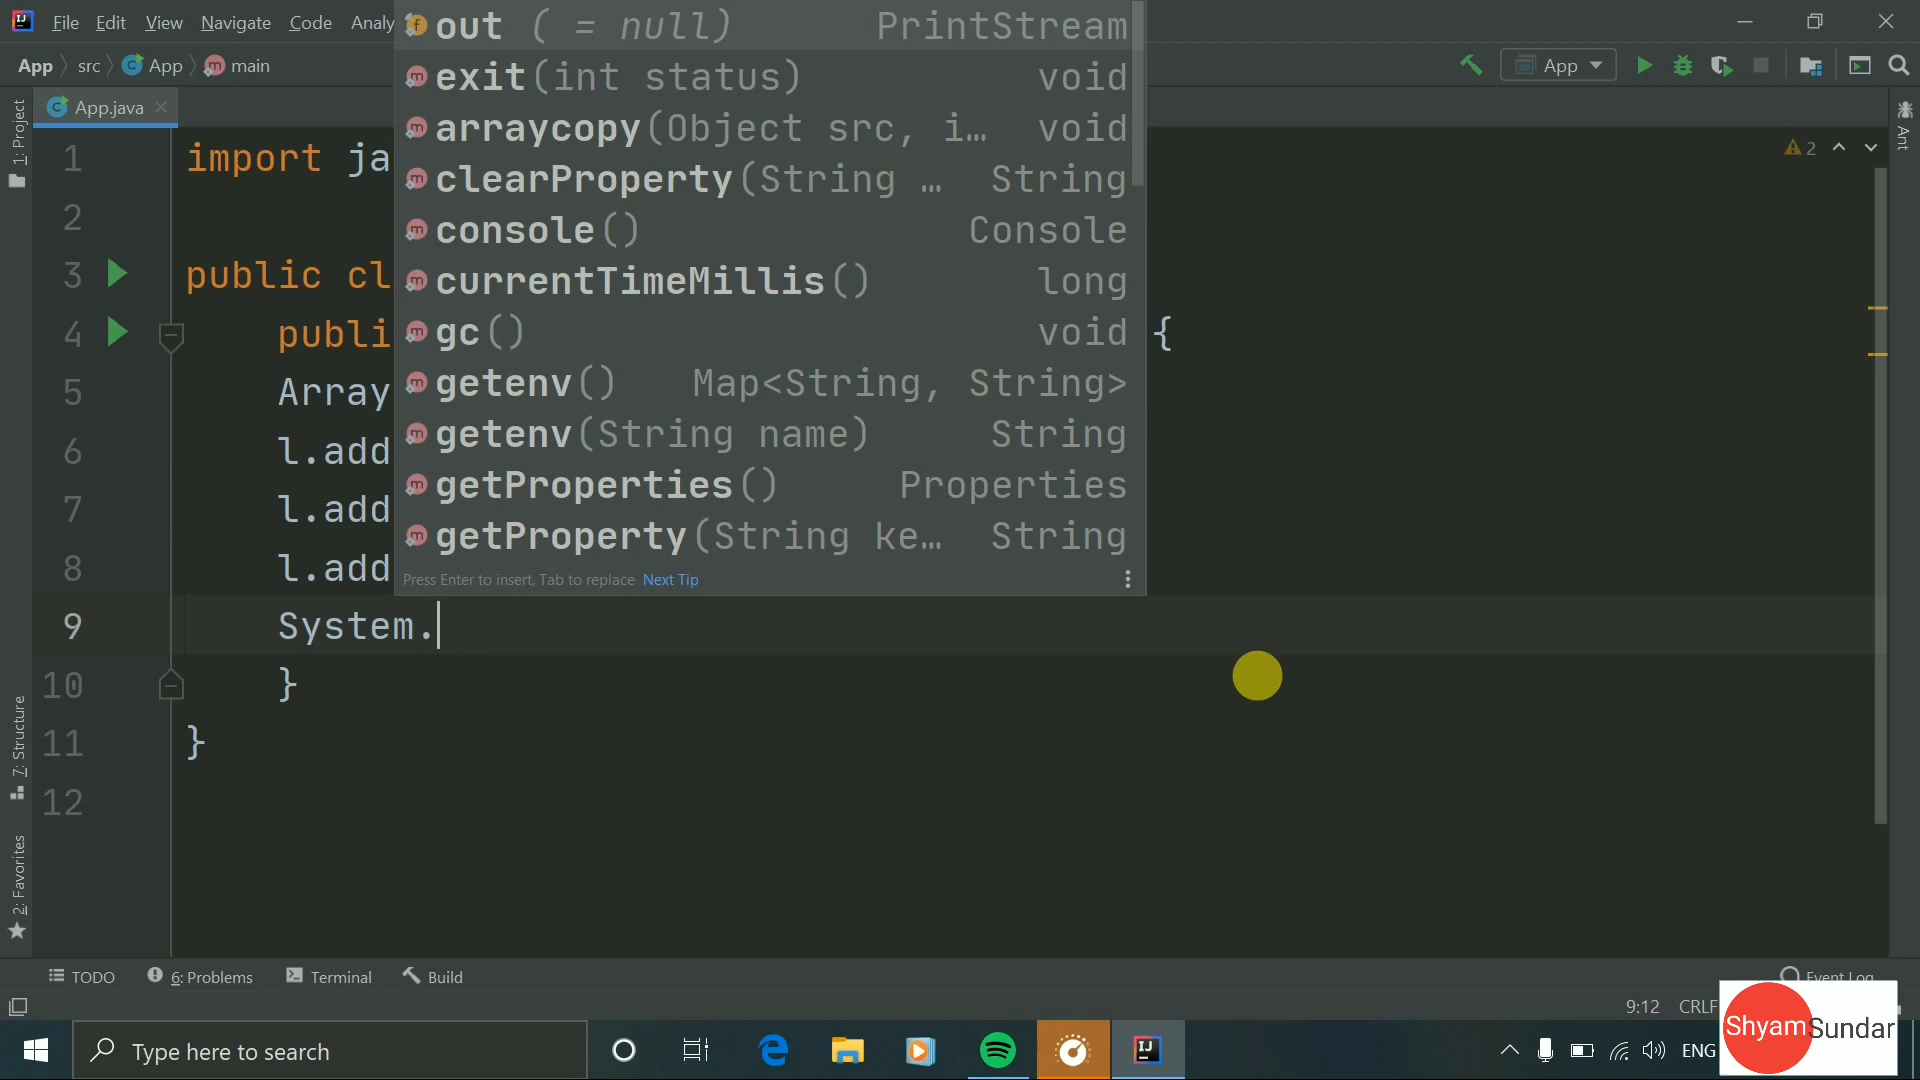 File Edit View Navigate Code Analy
App src App main
App
App.java
1: Project
Ant
2
out ( = null) PrintStream
exit(int status) void
arraycopy(Object src, i… void
clearProperty(String … String
console() Console
currentTimeMillis() long
gc() void
getenv() Map<String, String>
getenv(String name) String
getProperties() Properties
getProperty(String ke… String
Press Enter to insert, Tab to replace Next Tip
1 import ja
2
3 public cl
4 publi {
5 Array
6 l.add
7 l.add
8 l.add
9 System.
10 }
11 }
12
7: Structure
2: Favorites
TODO 6: Problems Terminal Build Event Log
9:12 CRLF
Type here to search
ENG
ShyamSundar